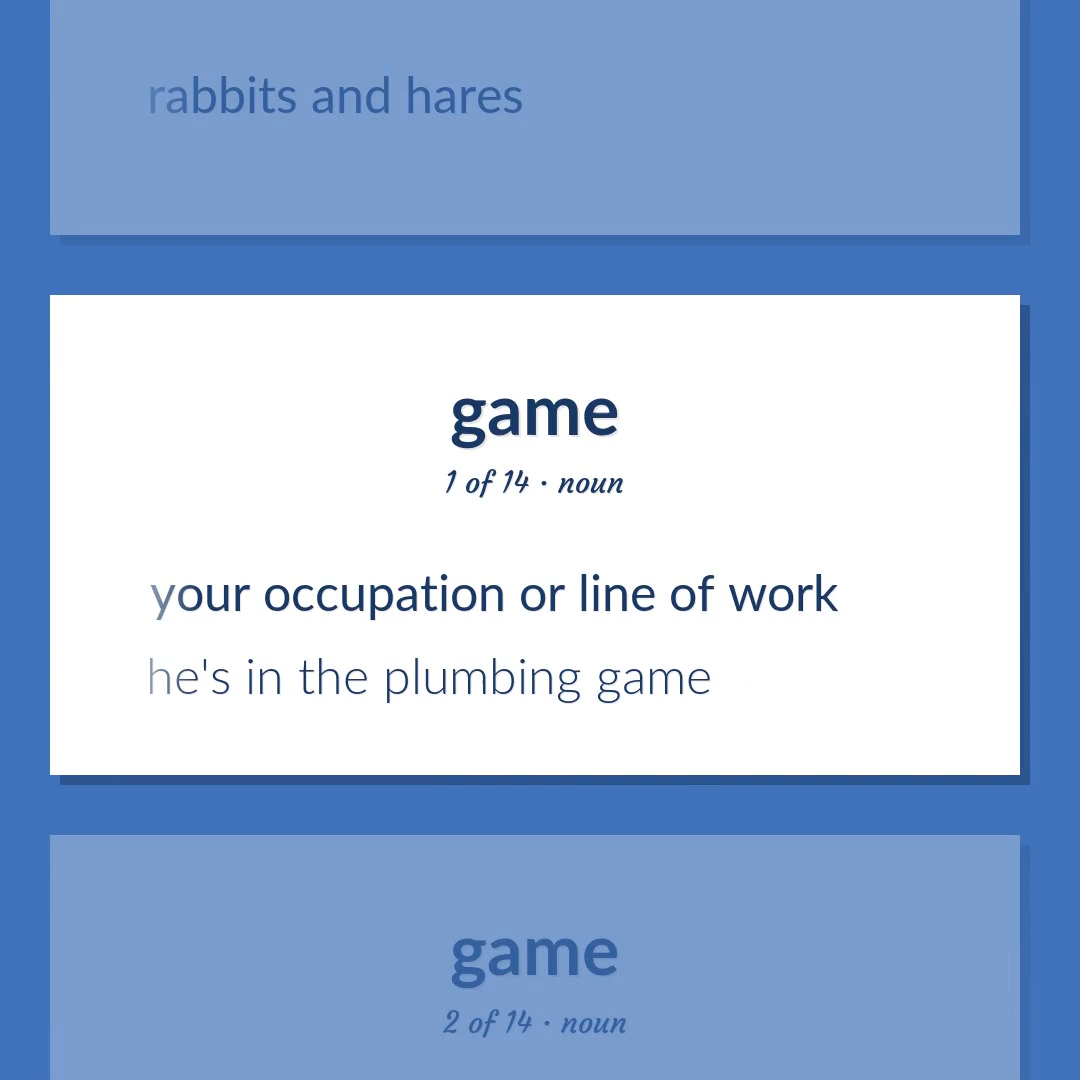 rabbits and hares
game
1 of 14 · noun
your occupation or line of work
he's in the plumbing game
game
2 of 14 · noun